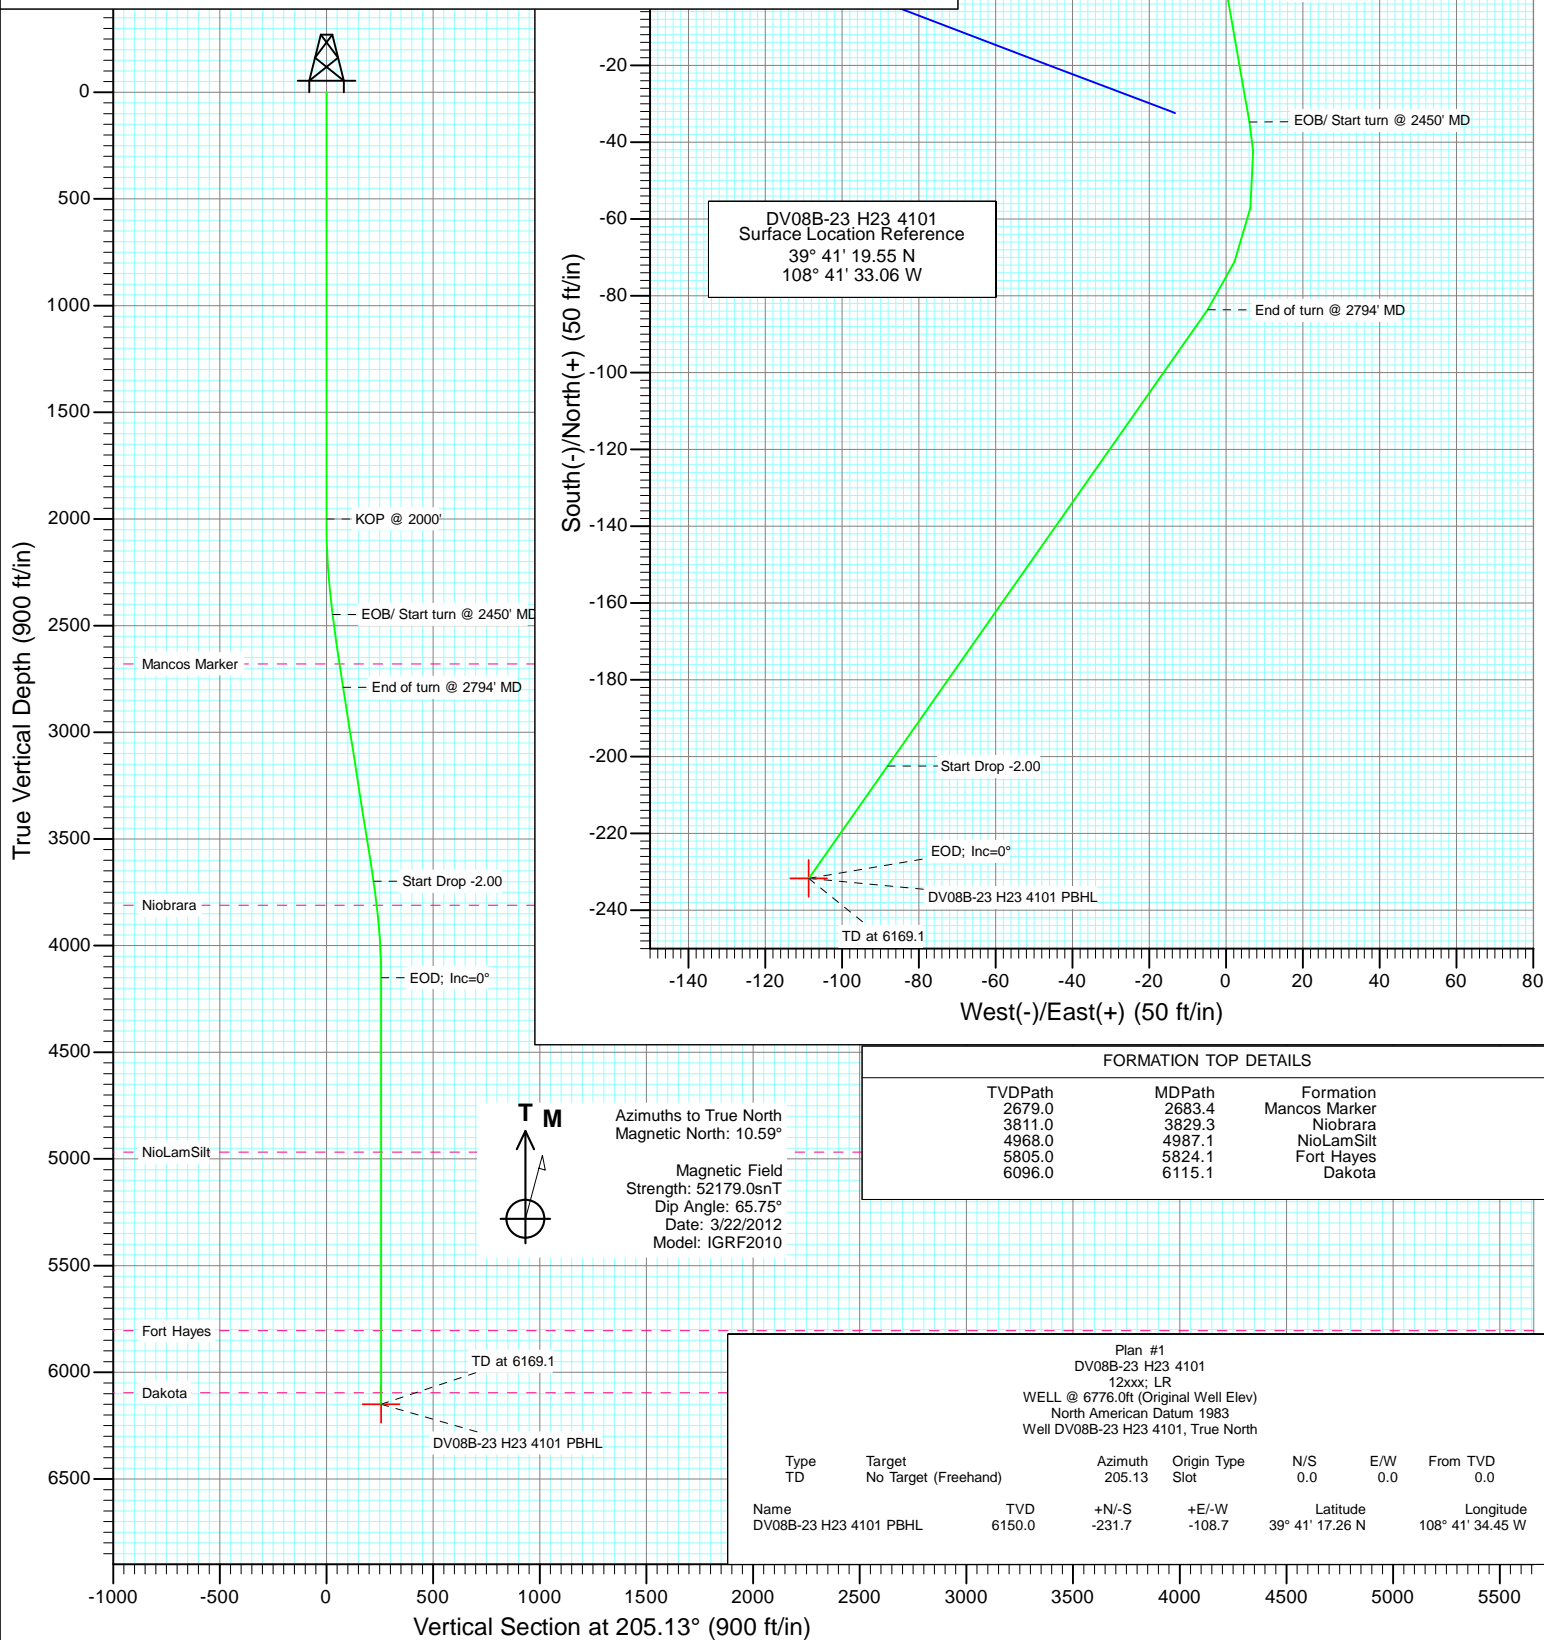 0
500
1000
1500
2000
2500
3000
3500
4000
4500
5000
5500
6000
6500
True Vertical Depth (900 ft/in)
KOP @ 2000'
EOB/ Start turn @ 2450' MD
Mancos Marker
End of turn @ 2794' MD
Start Drop -2.00
Niobrara
EOD; Inc=0°
NioLamSilt
Fort Hayes
TD at 6169.1
Dakota
DV08B-23 H23 4101 PBHL
-1000
-500
0
500
1000
1500
2000
2500
3000
3500
4000
4500
5000
5500
Vertical Section at 205.13° (900 ft/in)
-20
-40
-60
-80
-100
-120
-140
-160
-180
-200
-220
-240
South(-)/North(+) (50 ft/in)
EOB/ Start turn @ 2450' MD
DV08B-23 H23 4101
Surface Location Reference
39° 41' 19.55 N
108° 41' 33.06 W
End of turn @ 2794' MD
Start Drop -2.00
EOD; Inc=0°
DV08B-23 H23 4101 PBHL
TD at 6169.1
-140
-120
-100
-80
-60
-40
-20
0
20
40
60
80
West(-)/East(+) (50 ft/in)
T M
Azimuths to True North
Magnetic North: 10.59°
Magnetic Field
Strength: 52179.0snT
Dip Angle: 65.75°
Date: 3/22/2012
Model: IGRF2010
FORMATION TOP DETAILS
TVDPath MDPath Formation
2679.0 2683.4 Mancos Marker
3811.0 3829.3 Niobrara
4968.0 4987.1 NioLamSilt
5805.0 5824.1 Fort Hayes
6096.0 6115.1 Dakota
Plan #1
DV08B-23 H23 4101
12xxx; LR
WELL @ 6776.0ft (Original Well Elev)
North American Datum 1983
Well DV08B-23 H23 4101, True North
Type Target Azimuth Origin Type N/S E/W From TVD
TD No Target (Freehand) 205.13 Slot 0.0 0.0 0.0
Name TVD +N/-S +E/-W Latitude Longitude
DV08B-23 H23 4101 PBHL 6150.0 -231.7 -108.7 39° 41' 17.26 N 108° 41' 34.45 W